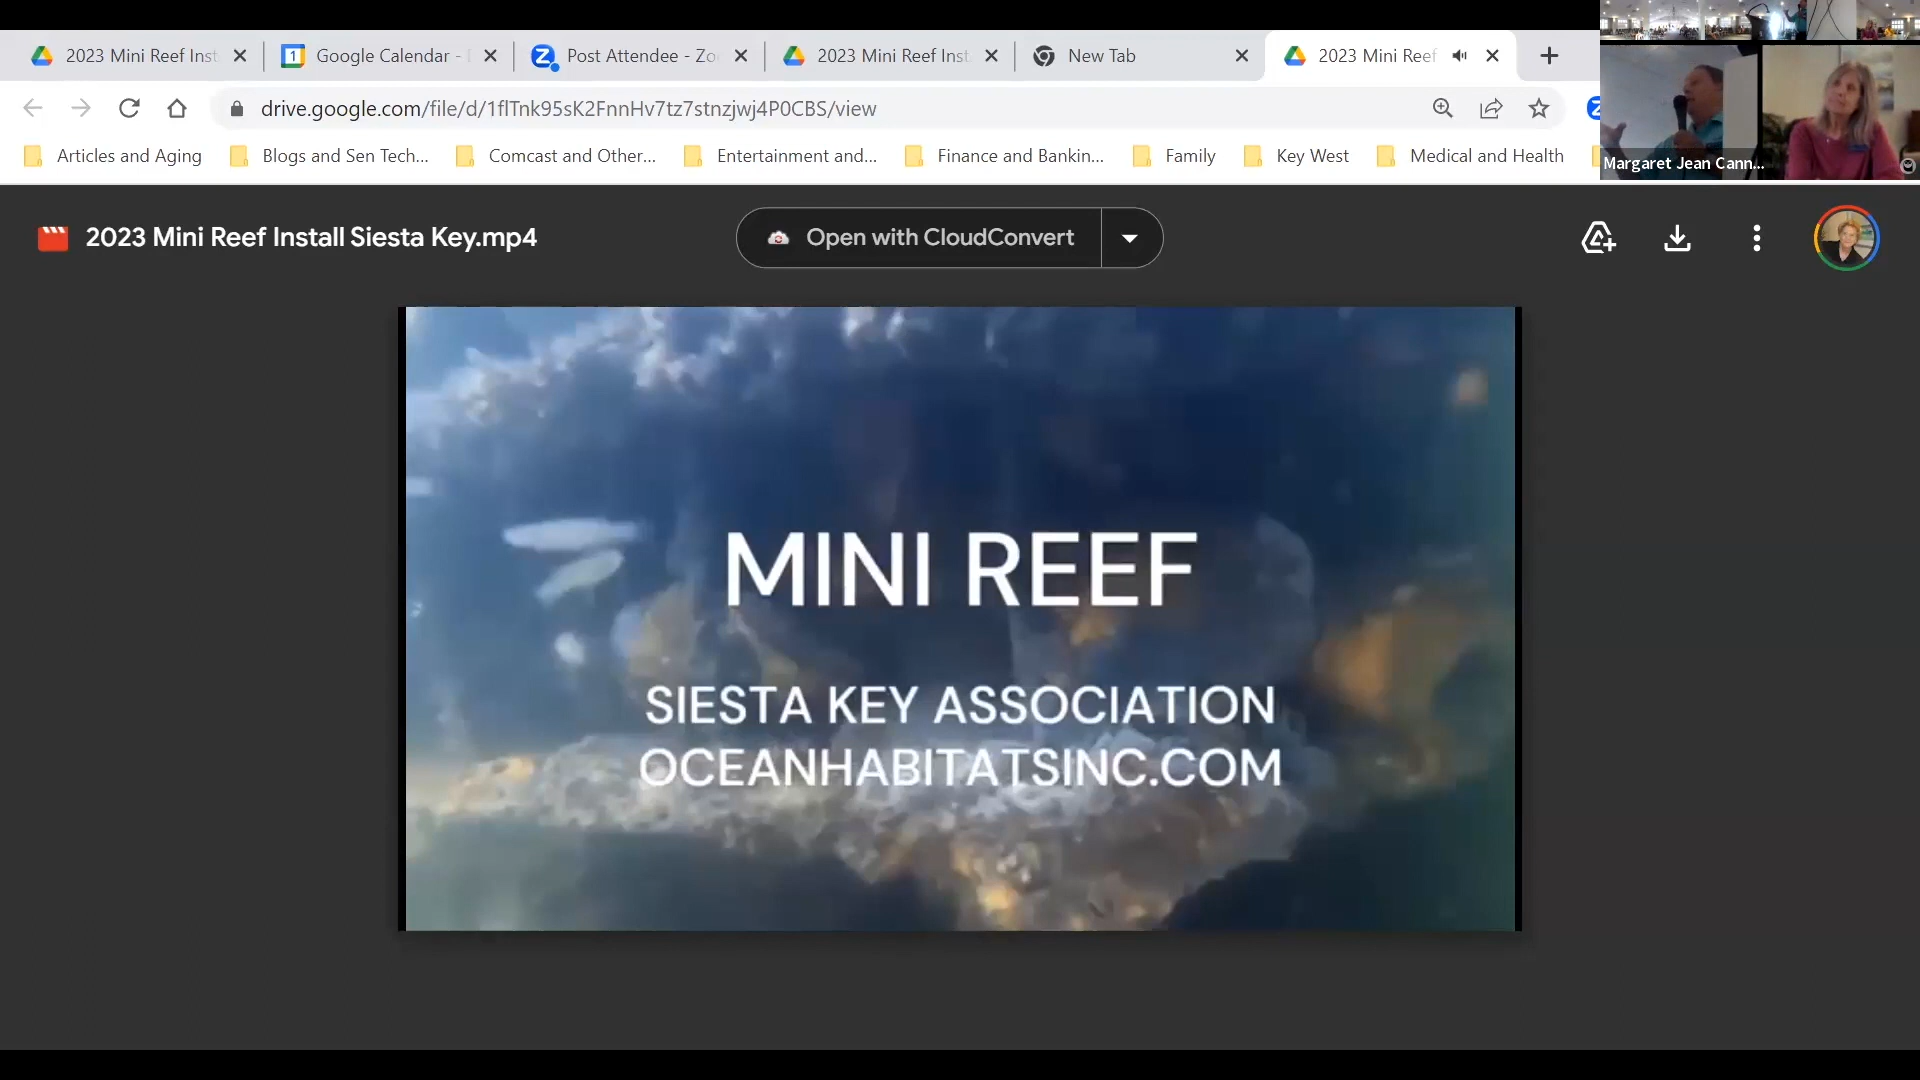 2023 Mini Reef Inst
1
Google Calendar -
Post Attendee - Zo
2023 Mini Reef Inst
New Tab
2023 Mini Reef
drive.google.com/file/d/1flTnk95sK2FnnHv7tz7stnzjwj4P0CBS/view
Articles and Aging
Blogs and Sen Tech...
Comcast and Other...
Entertainment and...
Finance and Bankin...
Family
Key West
Medical and Health
Margaret Jean Cann...
2023 Mini Reef Install Siesta Key.mp4
Open with CloudConvert
MINI REEF
SIESTA KEY ASSOCIATION
OCEANHABITATSINC.COM